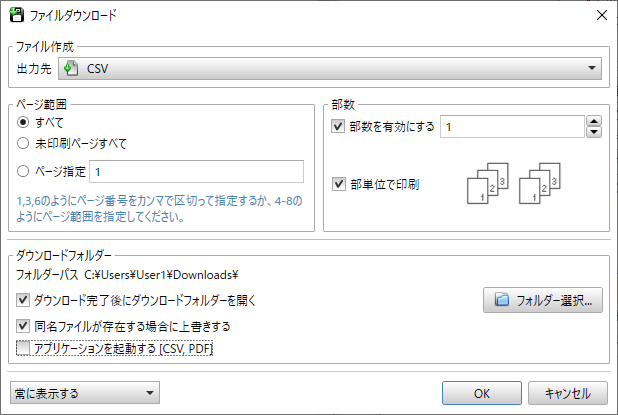 ファイルダウンロード
ファイル作成
出力先 CSV
ページ範囲
すべて
未印刷ページすべて
ページ指定 1
1,3,6のようにページ番号をカンマで区切って指定するか、4-8の
ようにページ範囲を指定してください。
部数
部数を有効にする 1
部単位で印刷 1 2 3 1 2 3
ダウンロードフォルダー
フォルダーパス C:¥Users¥User1¥Downloads¥
ダウンロード完了後にダウンロードフォルダーを開く
フォルダー選択...
同名ファイルが存在する場合に上書きする
アプリケーションを起動する [CSV, PDF]
常に表示する OK キャンセル